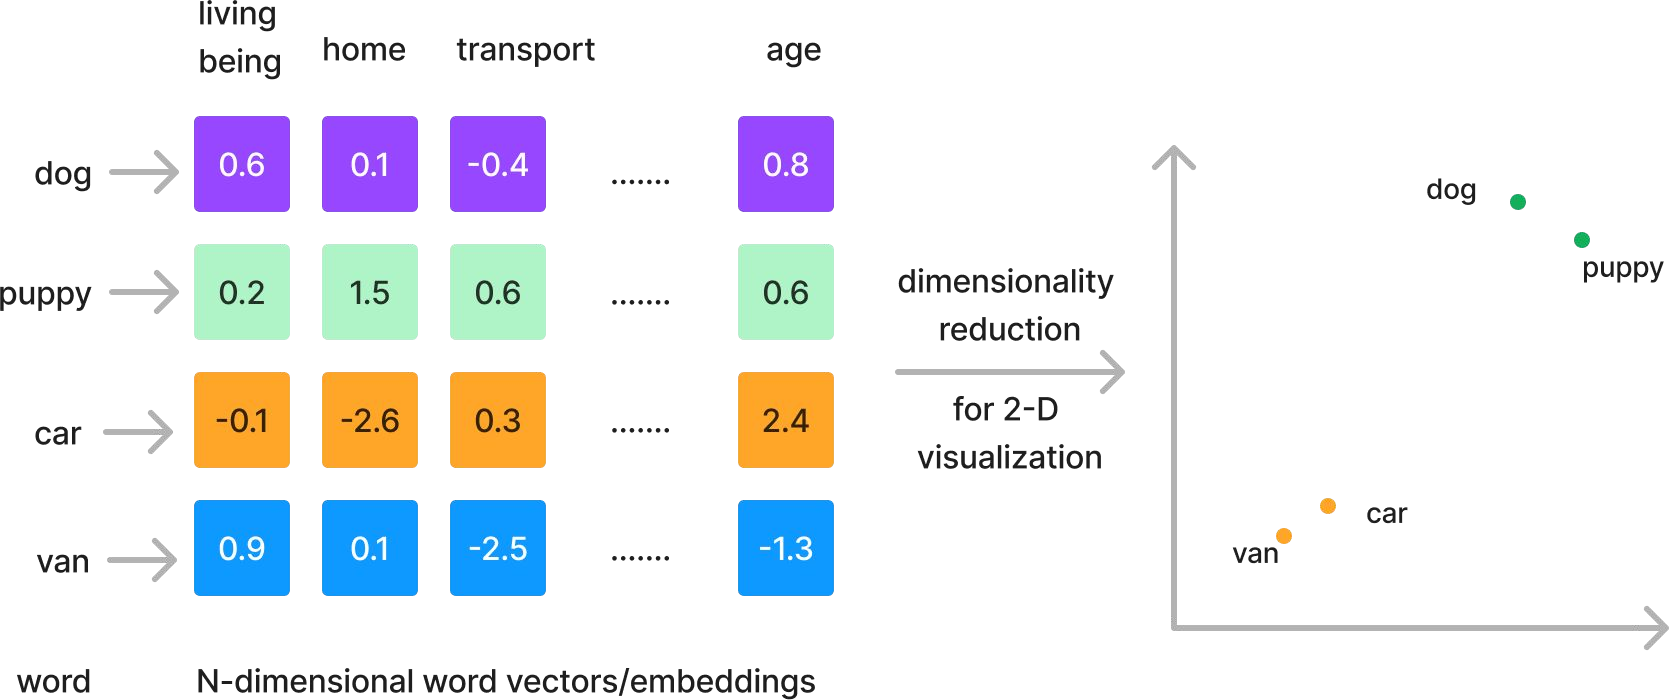 living
being
home
transport
age
dog
0.6
0.1
-0.4
.......
0.8
puppy
0.2
1.5
0.6
.......
0.6
car
-0.1
-2.6
0.3
.......
2.4
van
0.9
0.1
-2.5
.......
-1.3
word
N-dimensional word vectors/embeddings
dimensionality
reduction
for 2-D
visualization
dog
puppy
car
van